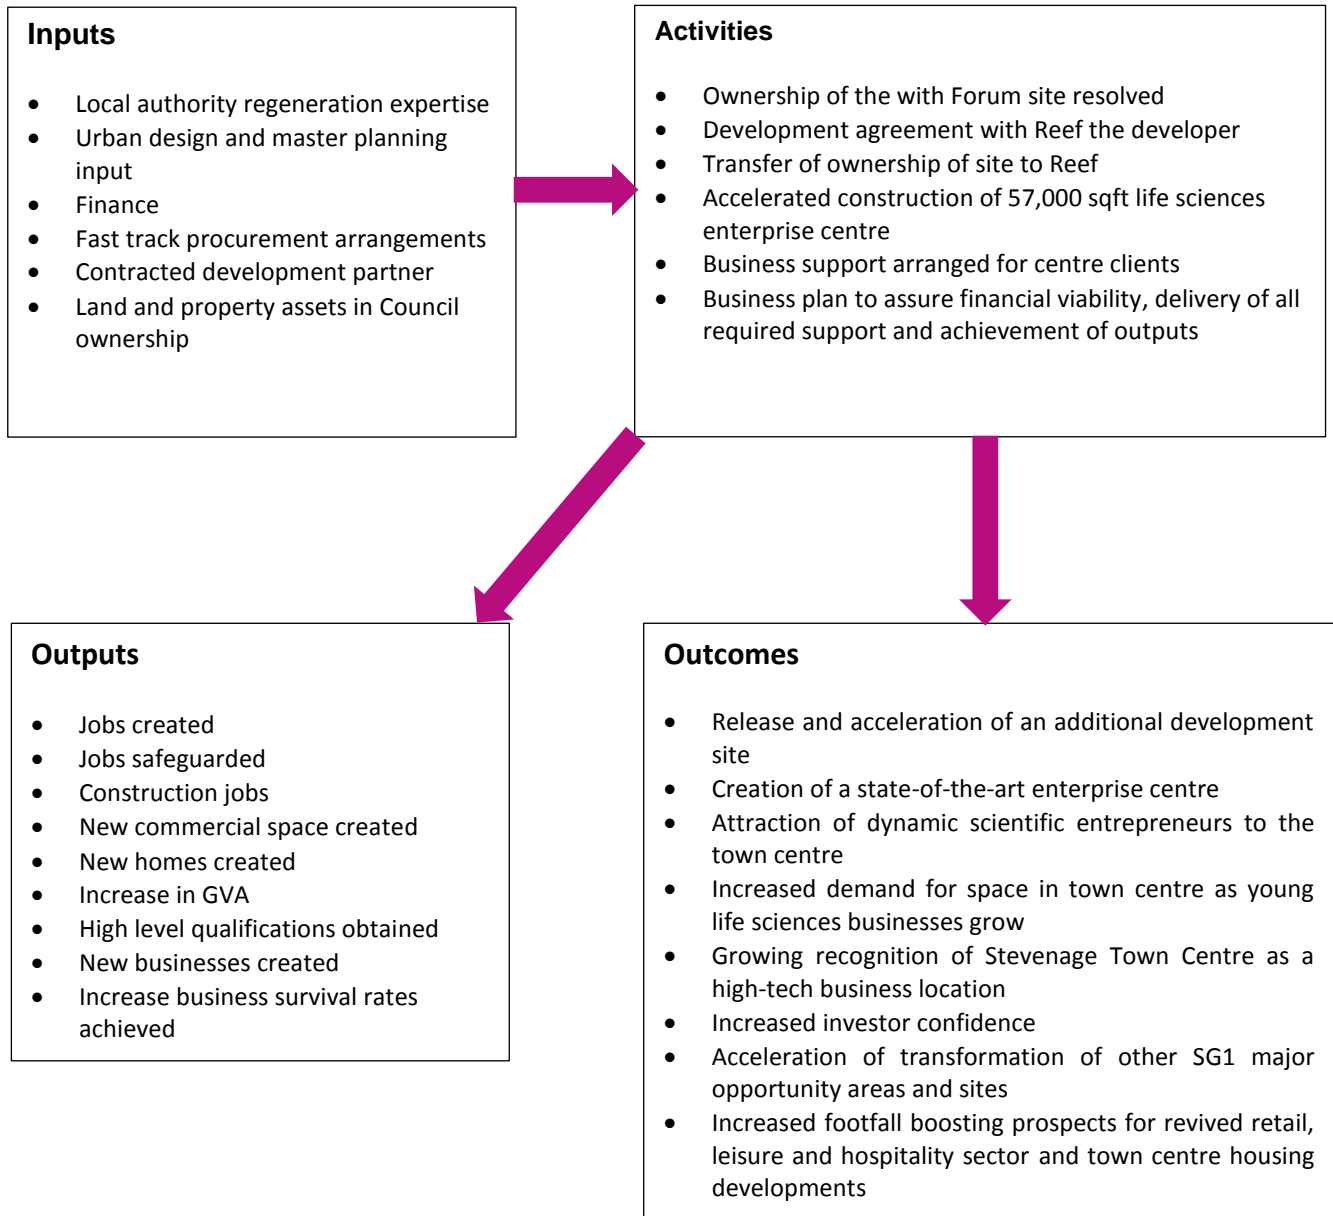 Inputs
• Local authority regeneration expertise
• Urban design and master planning
input
• Finance
• Fast track procurement arrangements
• Contracted development partner
• Land and property assets in Council
ownership
Activities
• Ownership of the with Forum site resolved
• Development agreement with Reef the developer
• Transfer of ownership of site to Reef
• Accelerated construction of 57,000 sqft life sciences
enterprise centre
• Business support arranged for centre clients
• Business plan to assure financial viability, delivery of all
required support and achievement of outputs
Outputs
• Jobs created
• Jobs safeguarded
• Construction jobs
• New commercial space created
• New homes created
• Increase in GVA
• High level qualifications obtained
• New businesses created
• Increase business survival rates
achieved
Outcomes
• Release and acceleration of an additional development
site
• Creation of a state-of-the-art enterprise centre
• Attraction of dynamic scientific entrepreneurs to the
town centre
• Increased demand for space in town centre as young
life sciences businesses grow
• Growing recognition of Stevenage Town Centre as a
high-tech business location
• Increased investor confidence
• Acceleration of transformation of other SG1 major
opportunity areas and sites
• Increased footfall boosting prospects for revived retail,
leisure and hospitality sector and town centre housing
developments